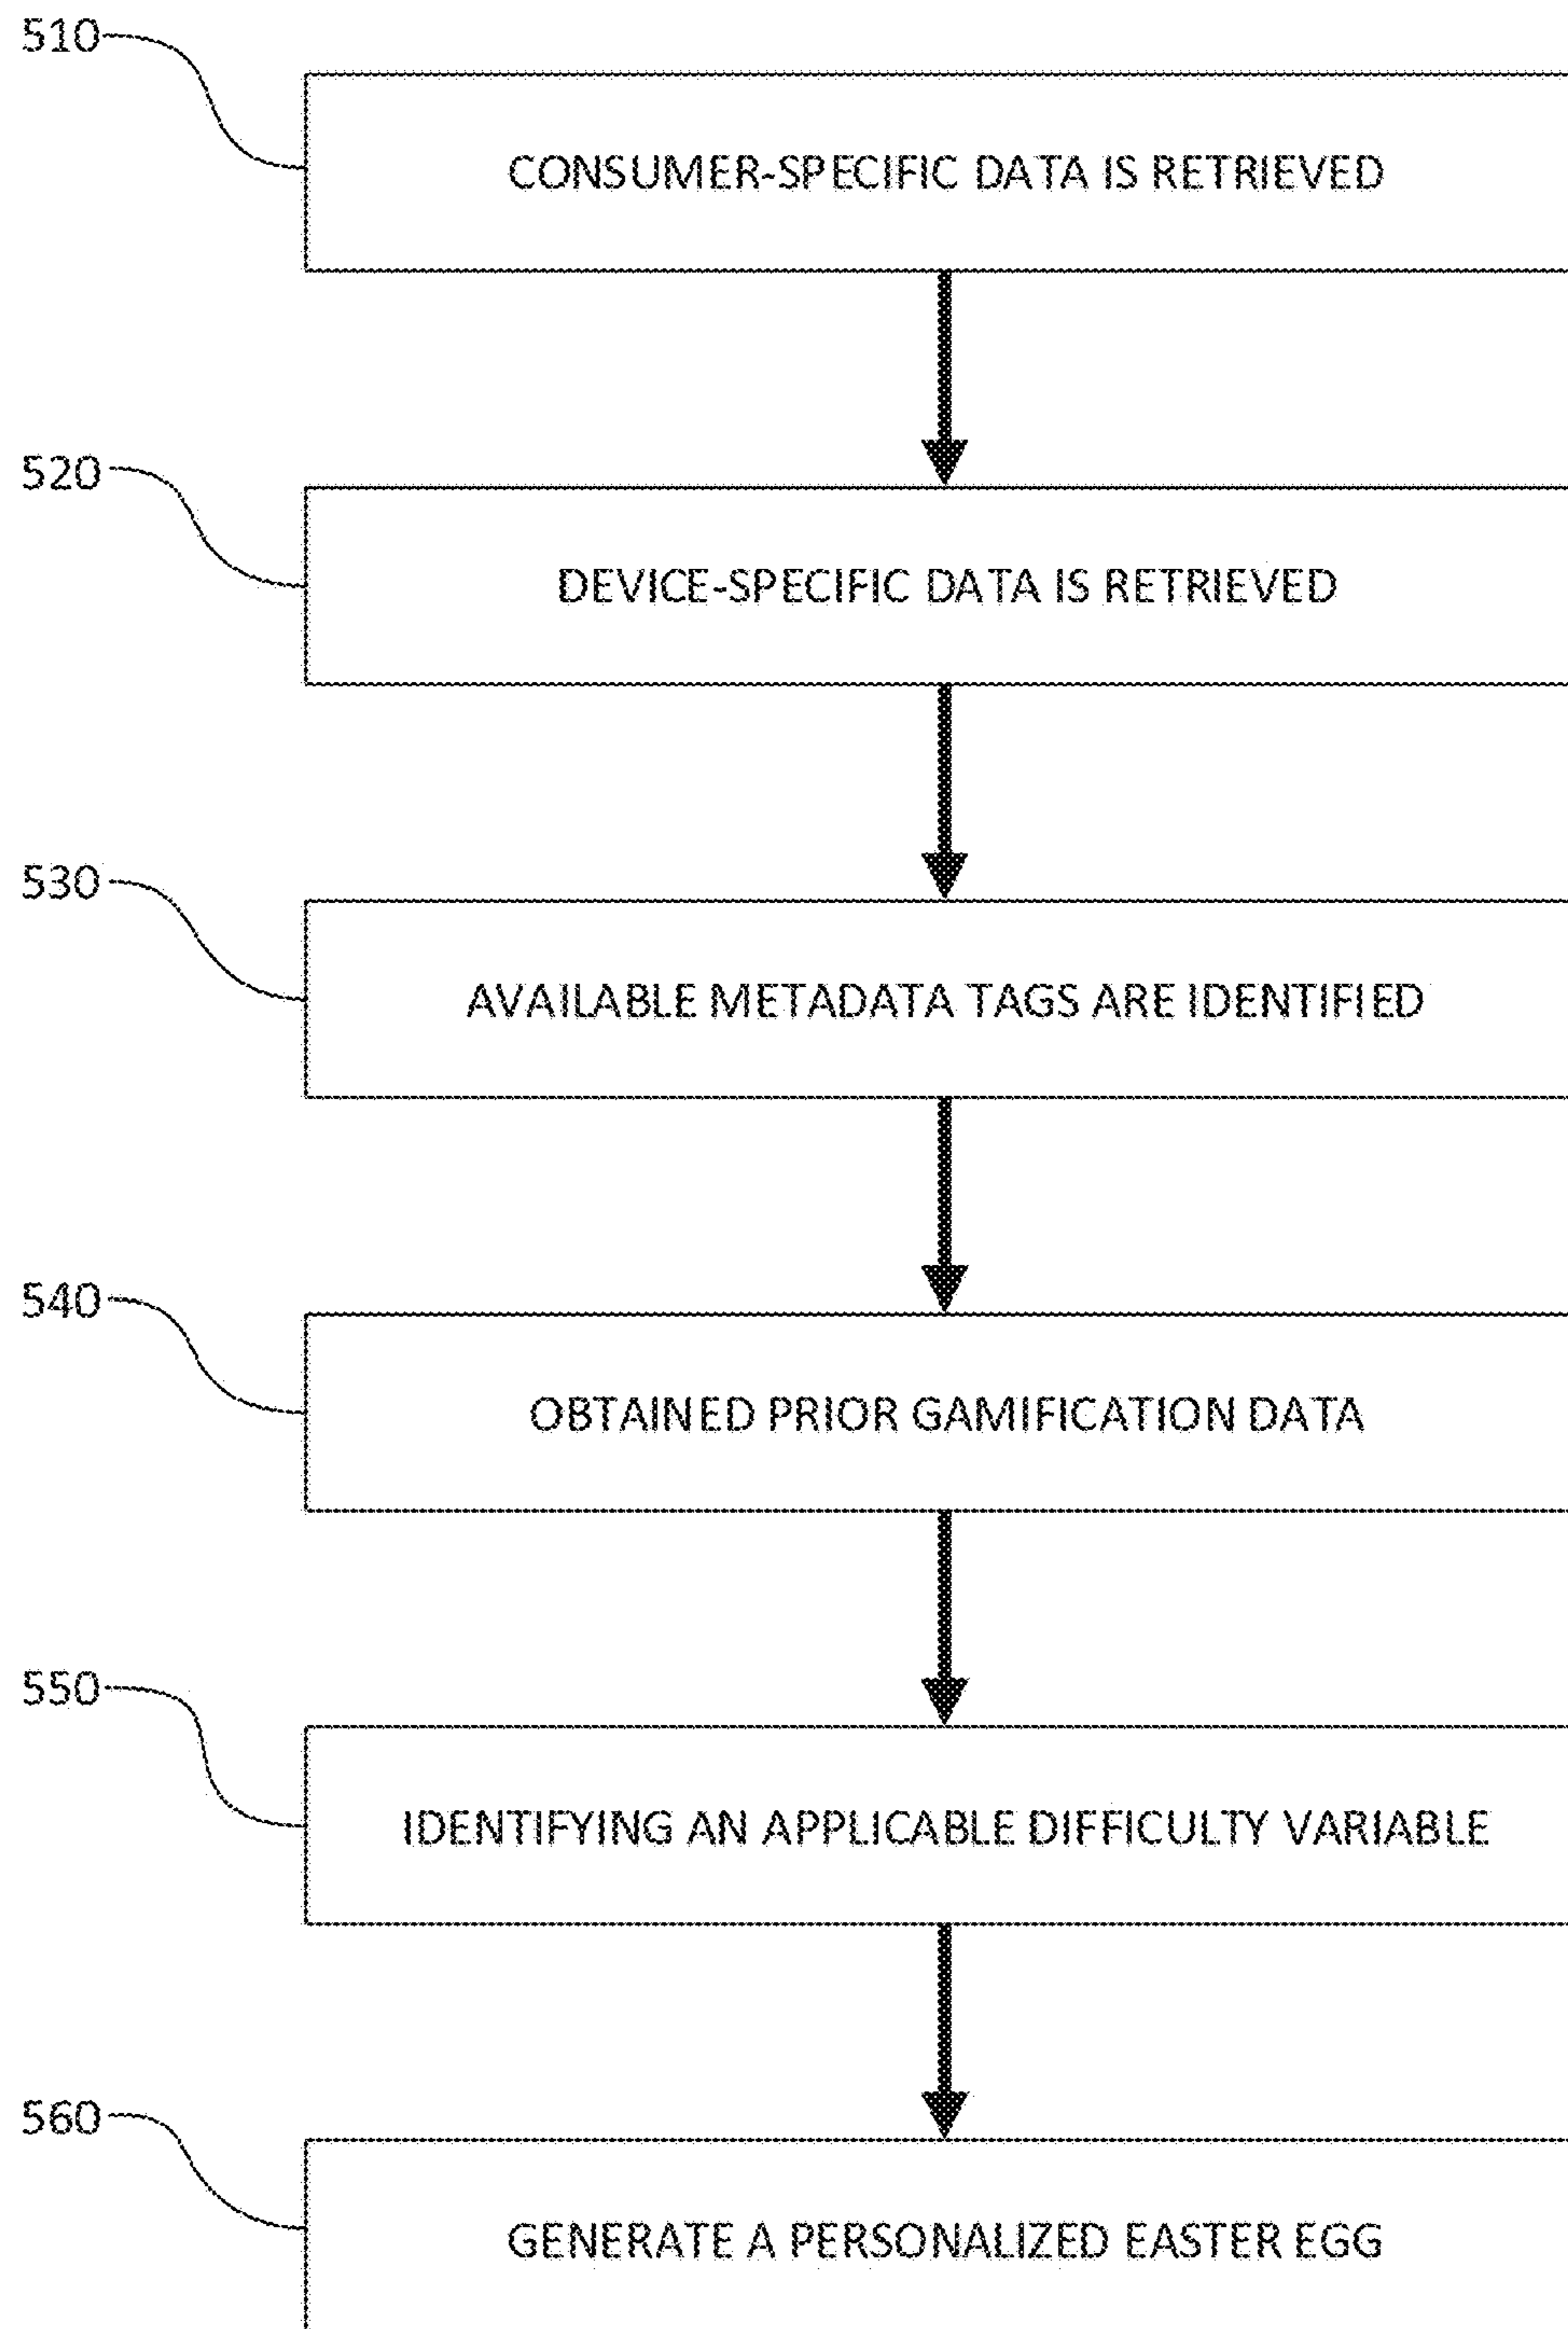 510
CONSUMER-SPECIFIC DATA IS RETRIEVED
520
DEVICE-SPECIFIC DATA IS RETRIEVED
530
AVAILABLE METADATA TAGS ARE IDENTIFIED
540
OBTAINED PRIOR GAMIFICATION DATA
550
IDENTIFYING AN APPLICABLE DIFFICULTY VARIABLE
560
GENERATE A PERSONALIZED EASTER EGG